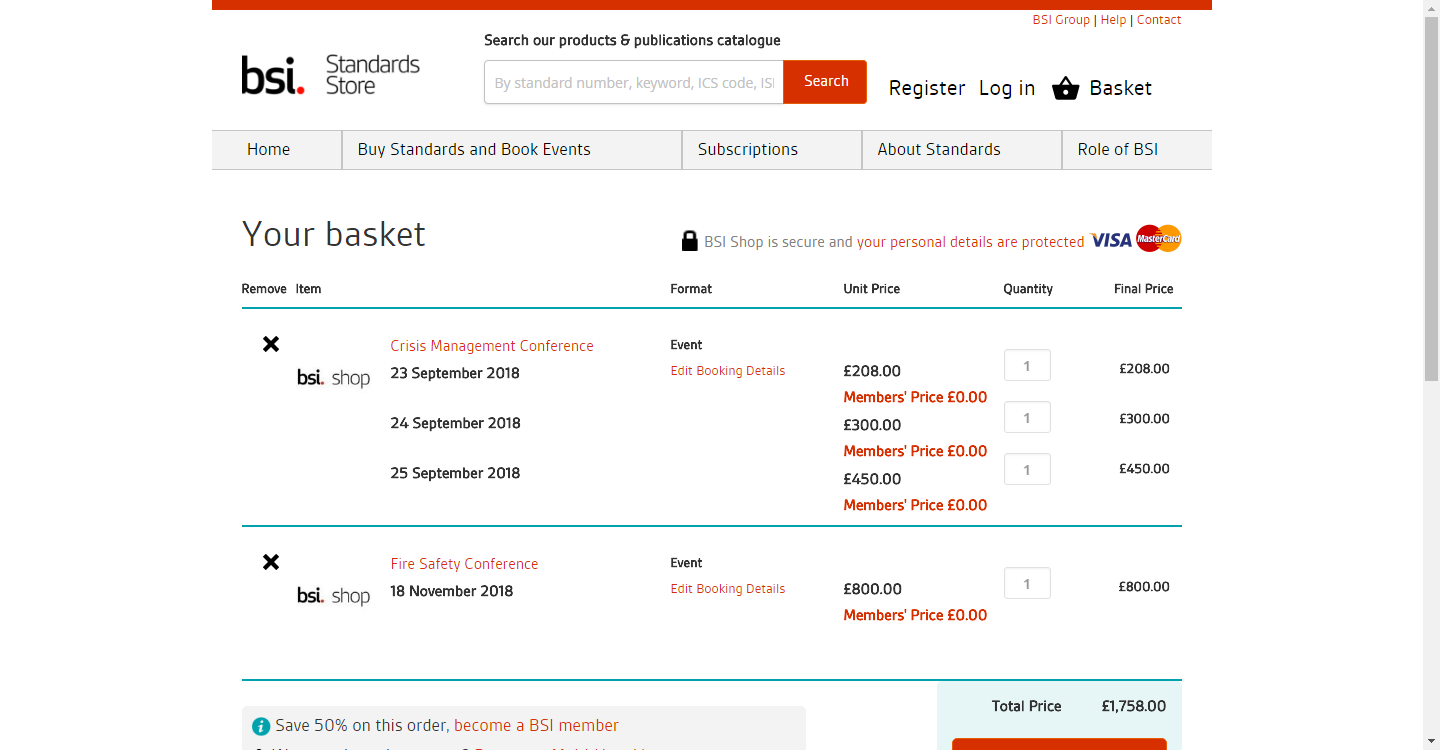 BSI Group | Help | Contact
Search our products & publications catalogue
bsi. Standards Store
By standard number, keyword, ICS code, ISI
Search
Register Log in Basket
Home Buy Standards and Book Events Subscriptions About Standards Role of BSI
Your basket
BSI Shop is secure and your personal details are protected VISA MasterCard
Remove Item Format Unit Price Quantity Final Price
Crisis Management Conference Event
bsi. shop 23 September 2018 Edit Booking Details £208.00 1 £208.00
Members' Price £0.00
24 September 2018 £300.00 1 £300.00
Members' Price £0.00
25 September 2018 £450.00 1 £450.00
Members' Price £0.00
Fire Safety Conference Event
bsi. shop 18 November 2018 Edit Booking Details £800.00 1 £800.00
Members' Price £0.00
Total Price £1,758.00
Save 50% on this order, become a BSI member